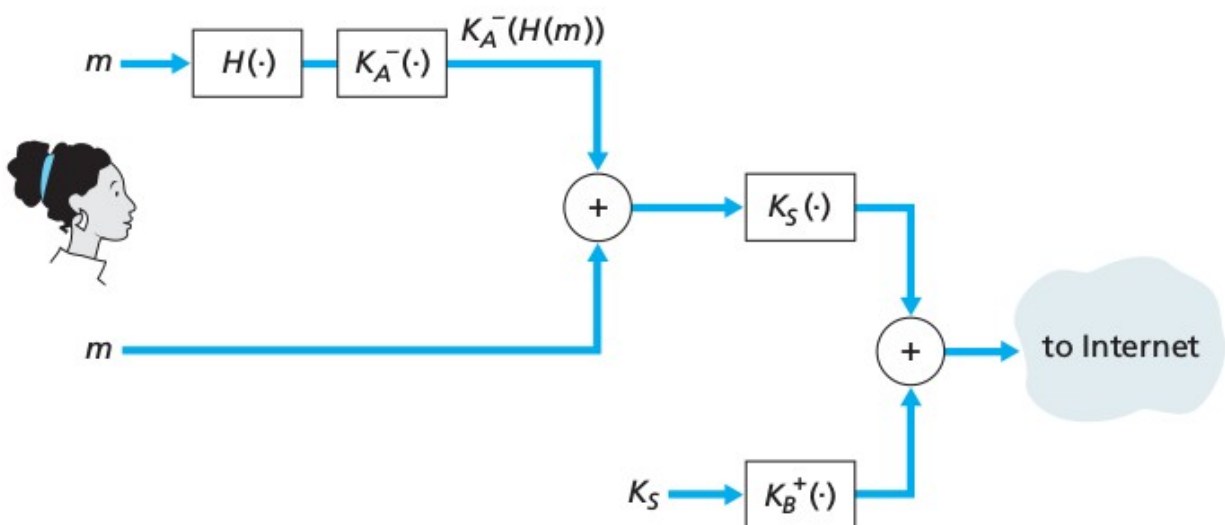 K_A^-(H(m))
m
H(·)
K_A^-(·)
+
K_S(·)
m
+
to Internet
K_S
K_B^+(·)